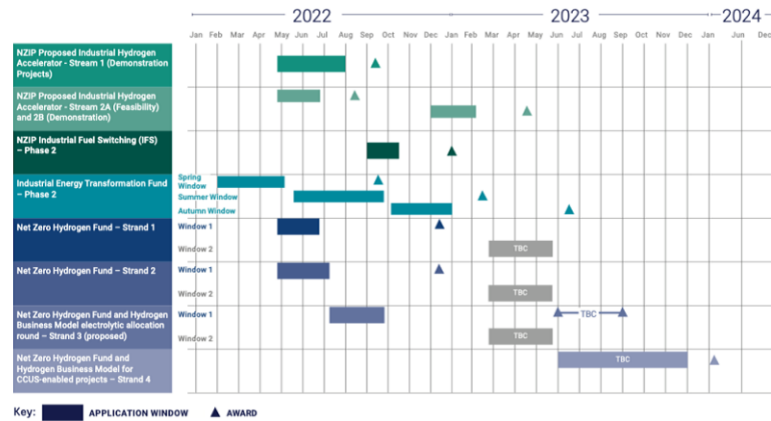 2022 2023 2024
Jan Feb Mar Apr May Jun Jul Aug Sep Oct Nov Dec Jan Feb Mar Apr May Jun Jul Aug Sep Oct Nov Dec Jan Jun Dec
NZIP Proposed Industrial Hydrogen
Accelerator - Stream 1 (Demonstration
Projects)
NZIP Proposed Industrial Hydrogen
Accelerator - Stream 2A (Feasibility)
and 2B (Demonstration)
NZIP Industrial Fuel Switching (IFS)
– Phase 2
Industrial Energy Transformation Fund
– Phase 2
Spring
Window
Summer Window
Autumn Window
Net Zero Hydrogen Fund – Strand 1
Window 1
Window 2
TBC
Net Zero Hydrogen Fund – Strand 2
Window 1
Window 2
TBC
Net Zero Hydrogen Fund and Hydrogen
Business Model electrolytic allocation
round – Strand 3 (proposed)
Window 1
TBC
Window 2
TBC
Net Zero Hydrogen Fund and
Hydrogen Business Model for
CCUS-enabled projects – Strand 4
TBC
Key: APPLICATION WINDOW AWARD